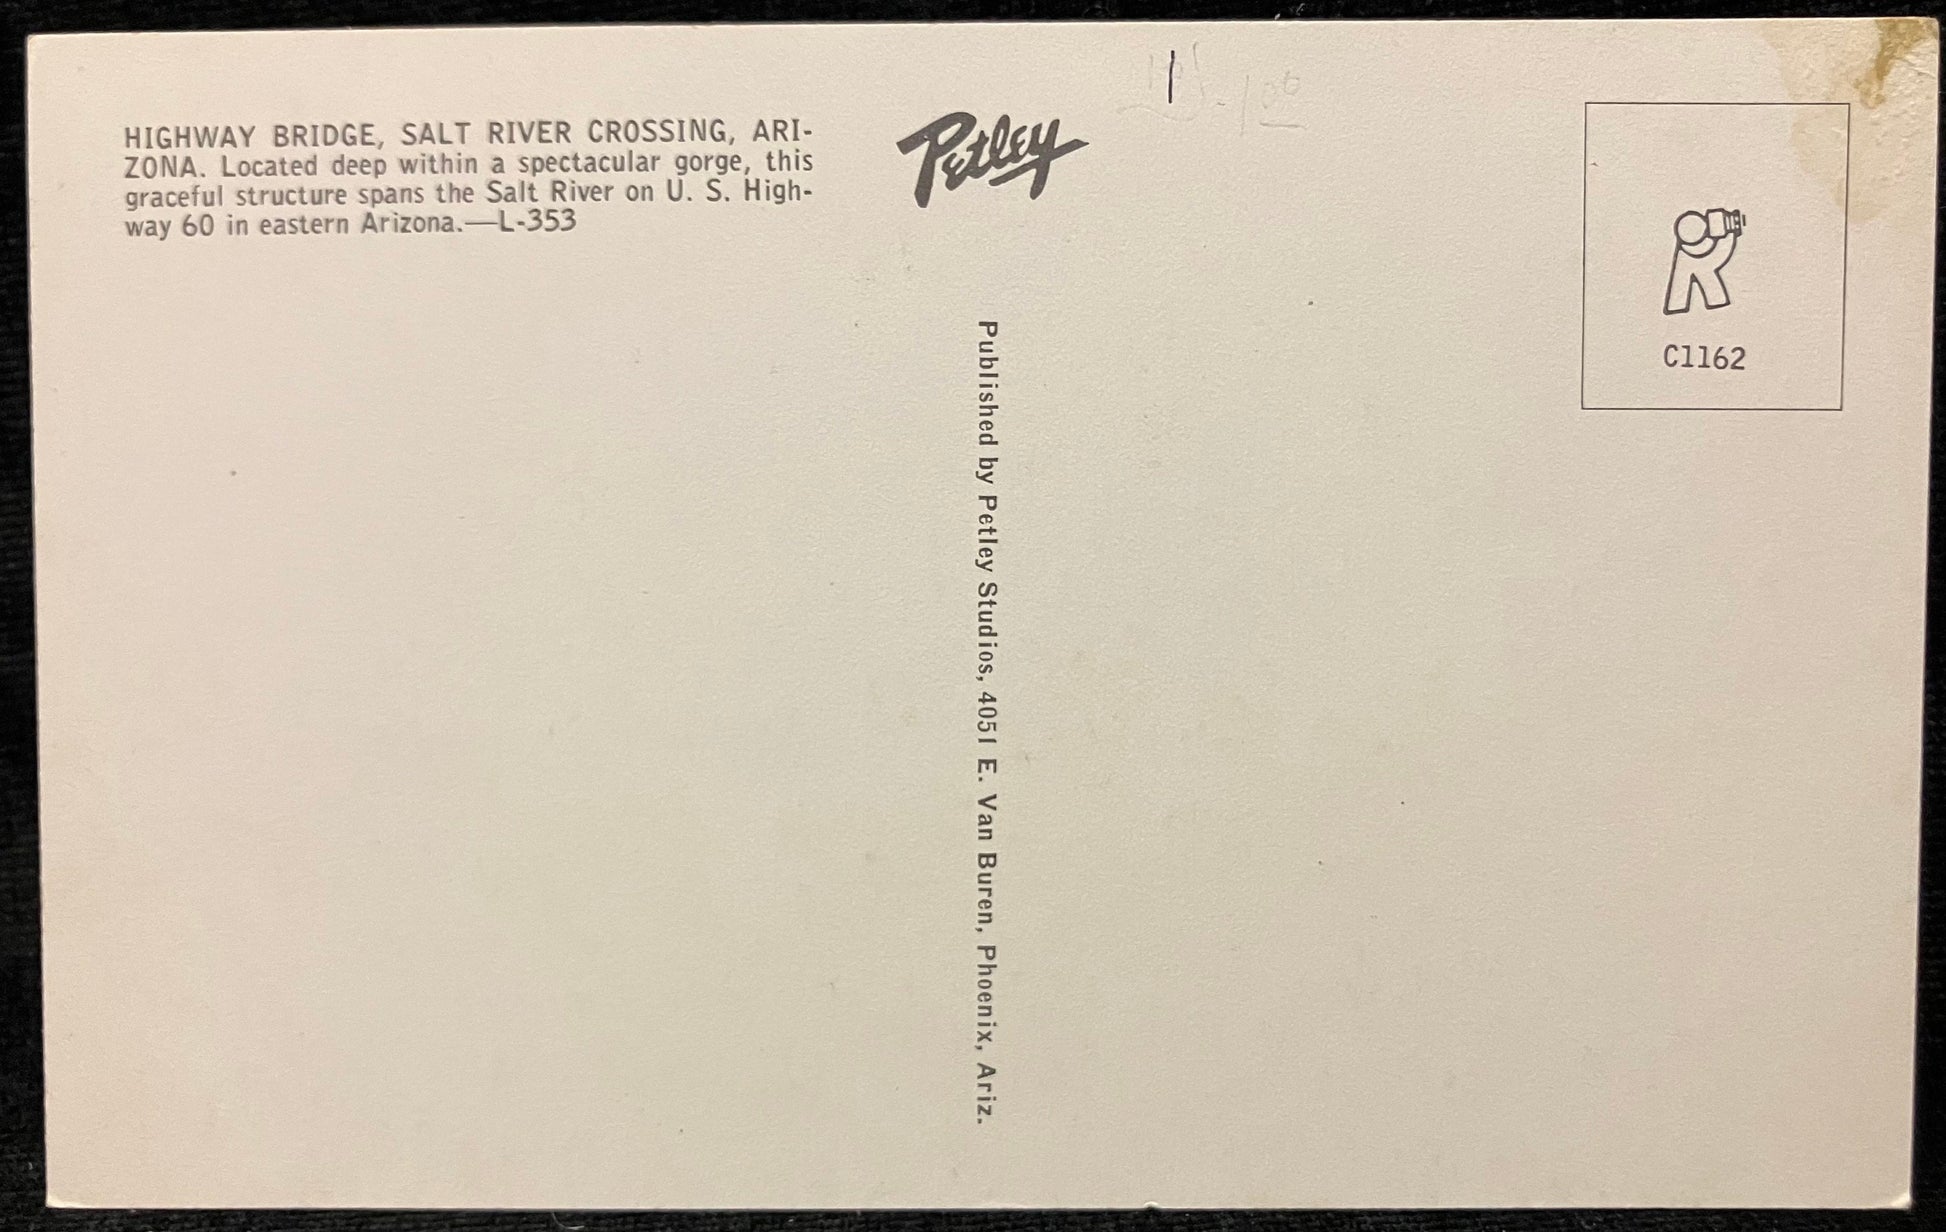 HIGHWAY BRIDGE, SALT RIVER CROSSING, ARI-
ZONA. Located deep within a spectacular gorge, this
graceful structure spans the Salt River on U. S. High-
way 60 in eastern Arizona.—L-353
Petley
Published by Petley Studios, 4051 E. Van Buren, Phoenix, Ariz.
C1162